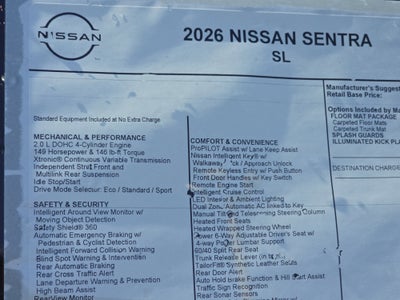 NISSAN
2026 NISSAN SENTRA
SL
Manufacturer's Sugges
Retail Base Price:
Standard Equipment Included at No Extra Charge
MECHANICAL & PERFORMANCE
2.0 L DOHC 4-Cylinder Engine
149 Horsepower & 146 lb-ft Torque
Xtronic® Continuous Variable Transmission
Independent Strut Front and
Multilink Rear Suspension
Idle Stop/Start
Drive Mode Selector: Eco / Standard / Sport
SAFETY & SECURITY
Intelligent Around View Monitor w/
Moving Object Detection
Safety Shield® 360
Automatic Emergency Braking w/
Pedestrian & Cyclist Detection
Intelligent Forward Collision Warning
Blind Spot Warning & Intervention
Rear Automatic Braking
Rear Cross Traffic Alert
Lane Departure Warning & Prevention
High Beam Assist
RearView Monitor
COMFORT & CONVENIENCE
ProPILOT Assist w/ Lane Keep Assist
Nissan Intelligent Key® w/
Walkaway / Approach Unlock
Remote Keyless Entry w/ Push Button
Front Door Handles w/ Key Switch
Remote Engine Start
Intelligent Cruise Control
LED Interior & Ambient Lighting
Dual Zone Automatic AC linked to Key
Manual Tilt and Telescoping Steering Column
Heated Front Seats
Heated Wrapped Steering Wheel
Power 6-Way Adjustable Driver's Seat w/
4-way Power Lumbar Support
60/40 Split Rear Seat
Trunk Release Lever
TailorFit® Synthetic Leather Seats
Rear Door Alert
Auto Hold Brake Function & Hill Start Assist
Traffic Sign Recognition
Rear Sonar Sensors
Options Included by Ma
FLOOR MAT PACKAGE
Carpeted Floor Mats
Carpeted Trunk Mat
SPLASH GUARDS
ILLUMINATED KICK PL
DESTINATION CHARGE